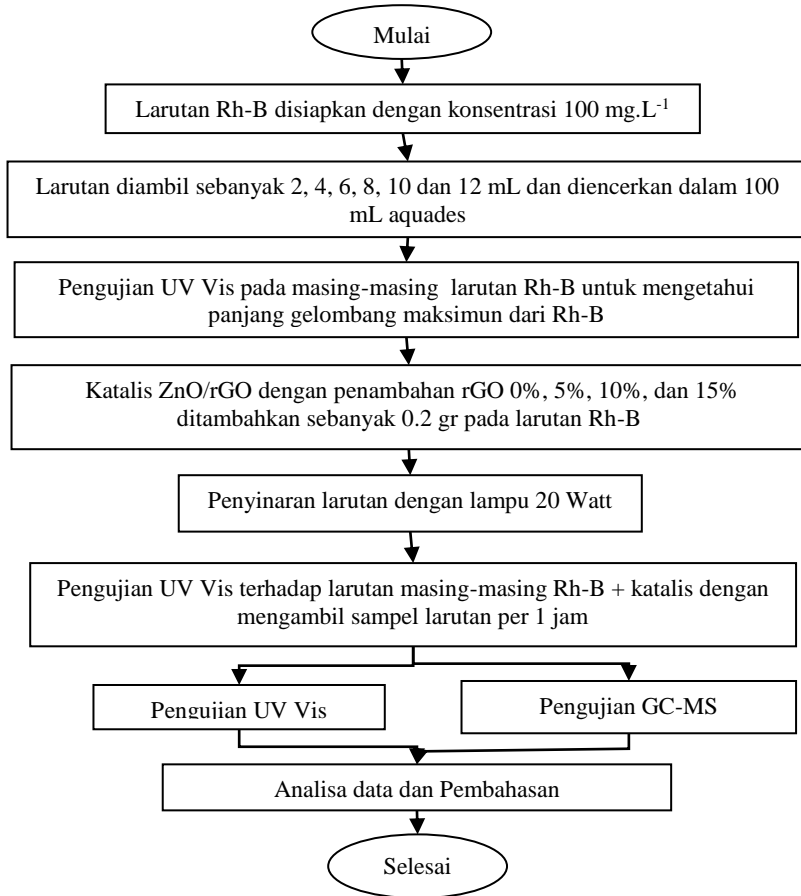 Mulai
Larutan Rh-B disiapkan dengan konsentrasi 100 mg.L⁻¹
Larutan diambil sebanyak 2, 4, 6, 8, 10 dan 12 mL dan diencerkan dalam 100
mL aquades
Pengujian UV Vis pada masing-masing larutan Rh-B untuk mengetahui
panjang gelombang maksimun dari Rh-B
Katalis ZnO/rGO dengan penambahan rGO 0%, 5%, 10%, dan 15%
ditambahkan sebanyak 0.2 gr pada larutan Rh-B
Penyinaran larutan dengan lampu 20 Watt
Pengujian UV Vis terhadap larutan masing-masing Rh-B + katalis dengan
mengambil sampel larutan per 1 jam
Pengujian UV Vis
Pengujian GC-MS
Analisa data dan Pembahasan
Selesai